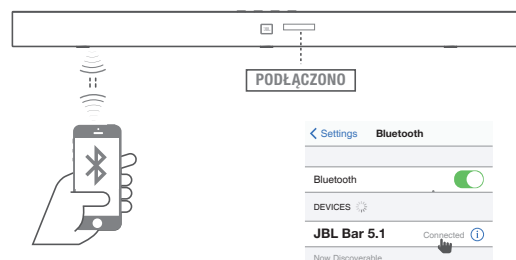 PODŁĄCZONO
Settings Bluetooth
Bluetooth
DEVICES
JBL Bar 5.1 Connected
Now Discoverable